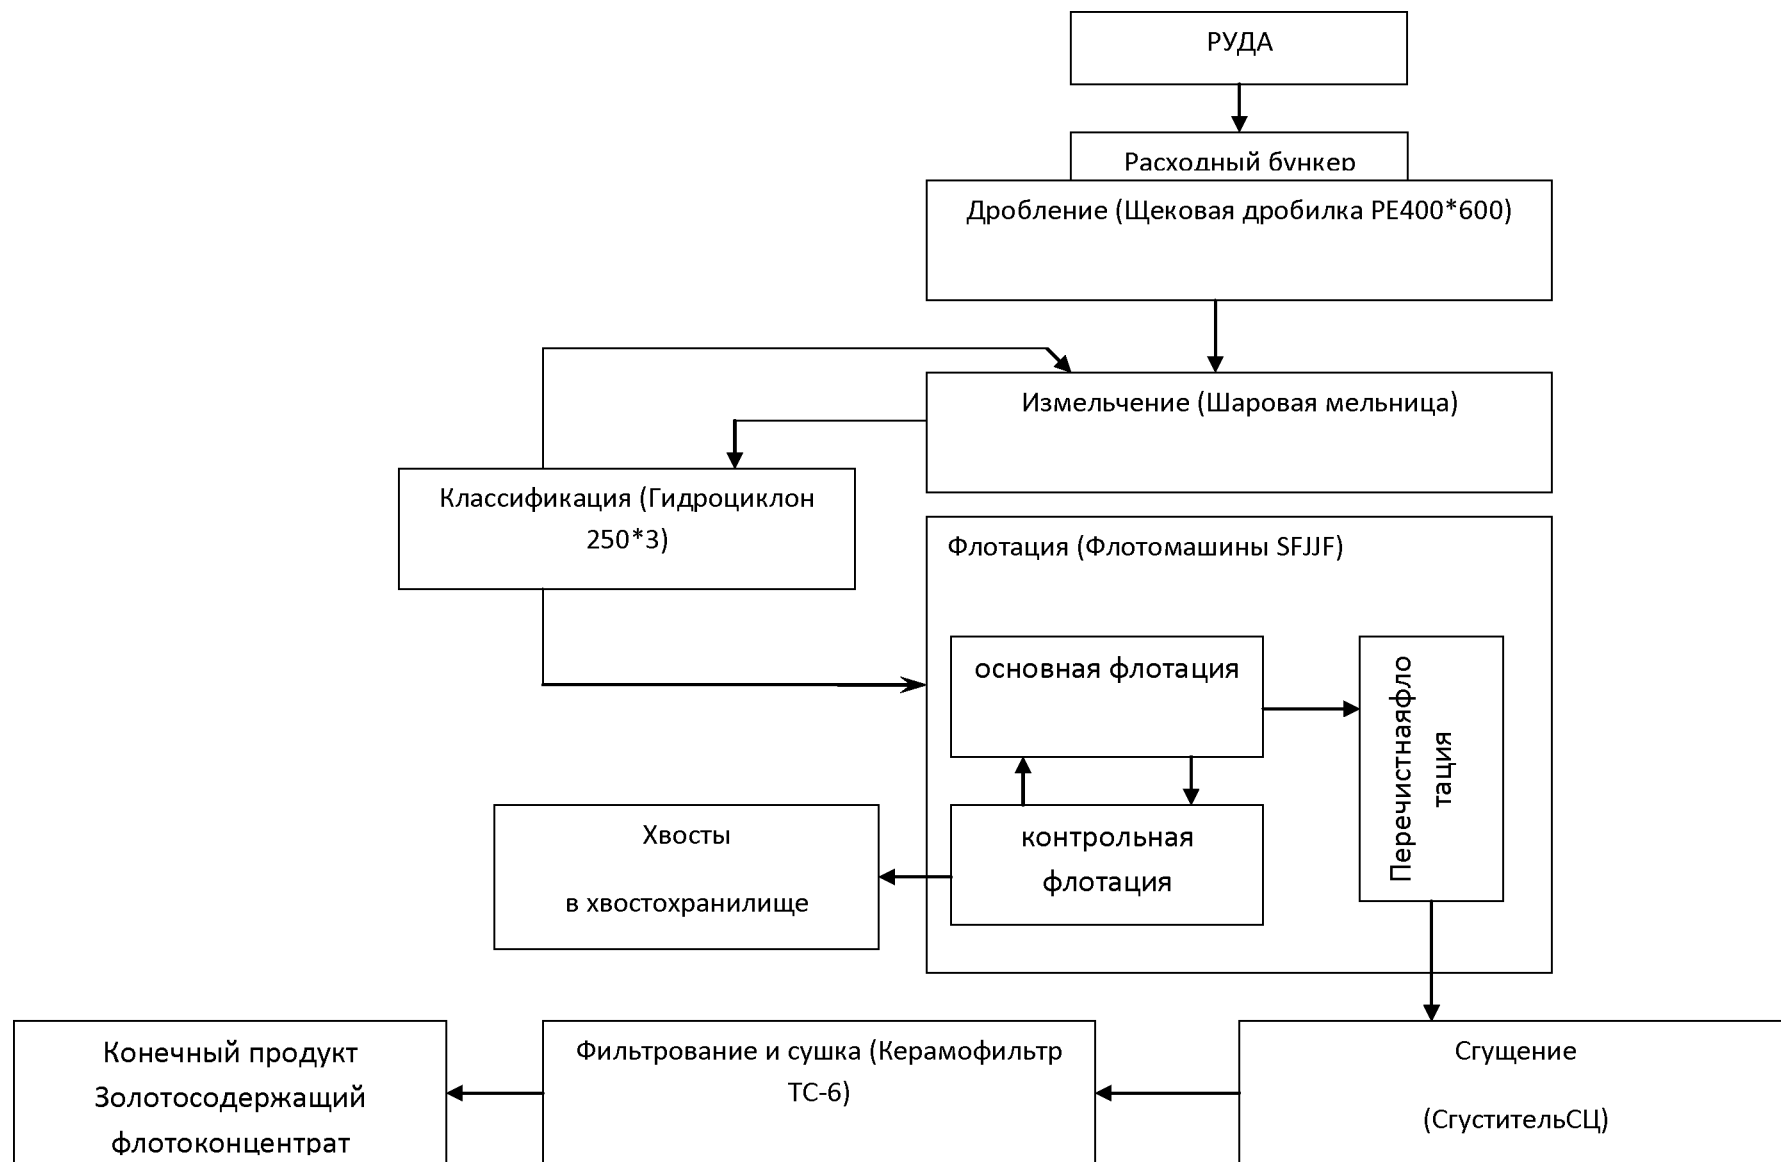 РУДА
Расходный бункер
Дробление (Щековая дробилка PE400*600)
Измельчение (Шаровая мельница)
Классификация (Гидроциклон
250*3)
Флотация (Флотомашины SFJJF)
основная флотация
Перечистнаяфло
тация
контрольная
флотация
Хвосты
в хвостохранилище
Конечный продукт
Золотосодержащий
флотоконцентрат
Фильтрование и сушка (Керамофильтр
ТС-6)
Сгущение
(СгустительСЦ)